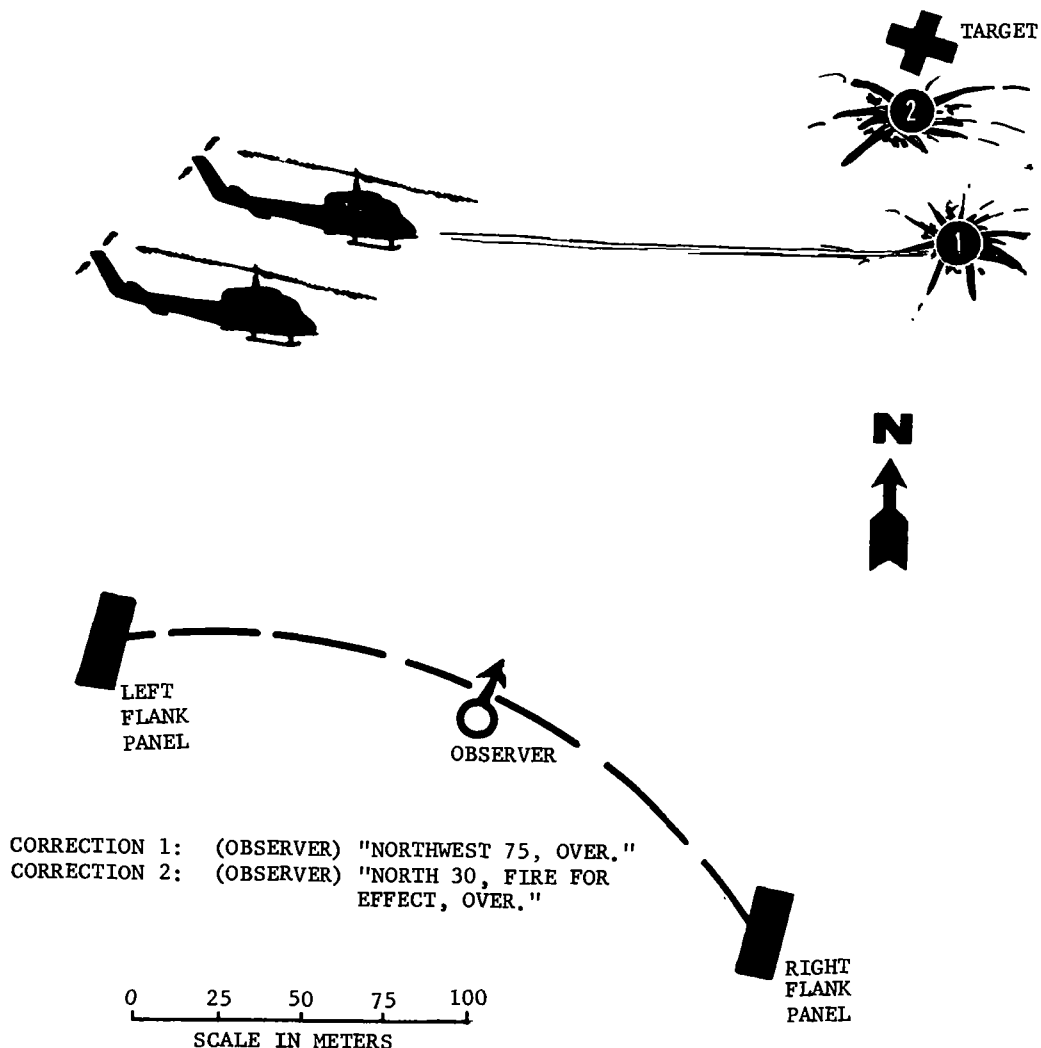 TARGET
2
1
N
LEFT
FLANK
PANEL
OBSERVER
CORRECTION 1: (OBSERVER) "NORTHWEST 75, OVER."
CORRECTION 2: (OBSERVER) "NORTH 30, FIRE FOR
EFFECT, OVER."
RIGHT
FLANK
PANEL
0 25 50 75 100
SCALE IN METERS